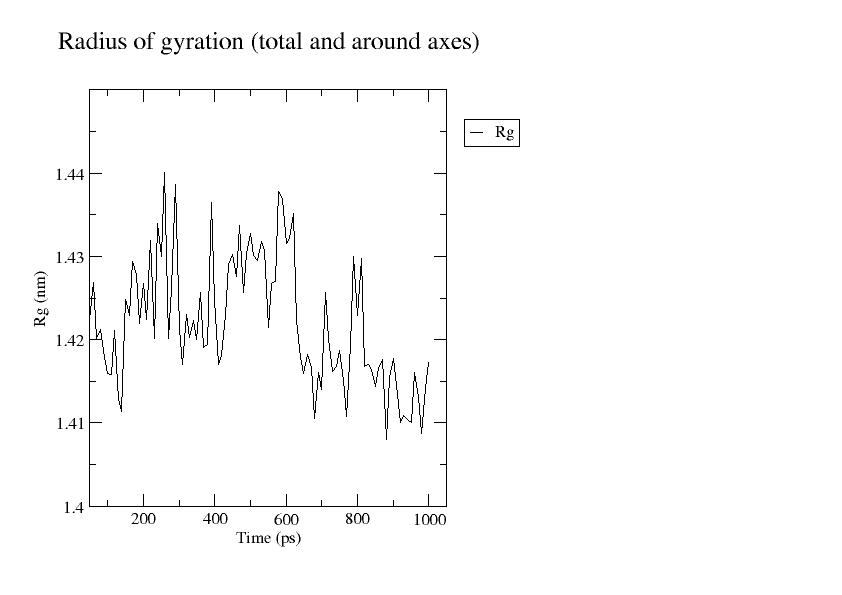 Radius of gyration (total and around axes)
Rg
1.44
1.43
1.42
1.41
1.4
Rg (nm)
200 400 600 800 1000
Time (ps)